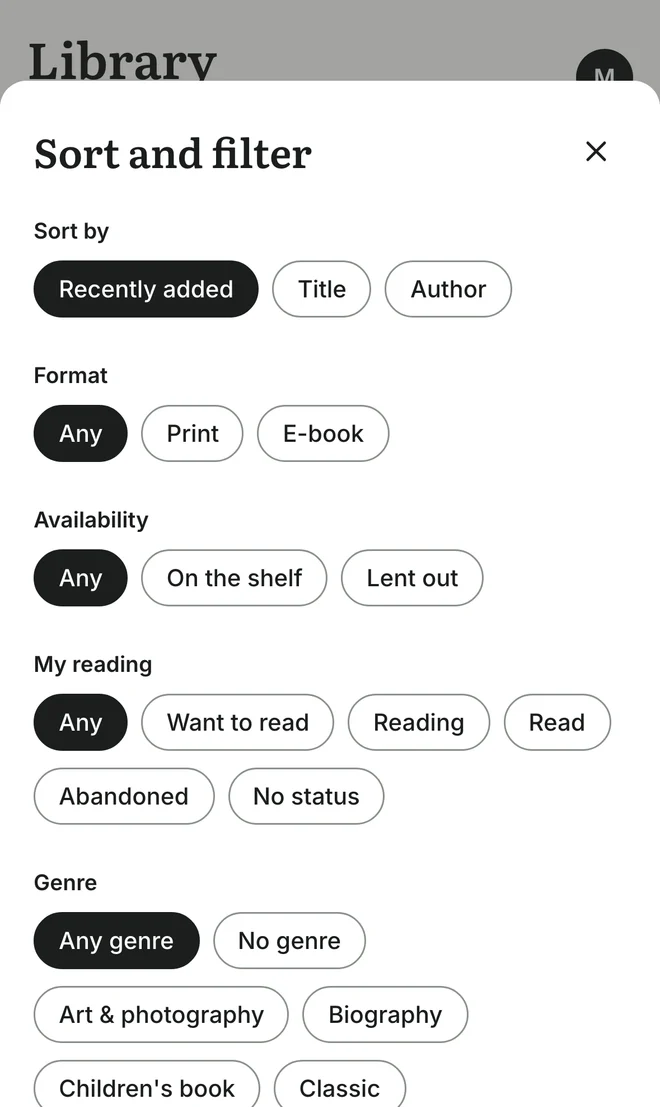 Library
M
Sort and filter
Sort by
Recently added Title Author
Format
Any Print E-book
Availability
Any On the shelf Lent out
My reading
Any Want to read Reading Read
Abandoned No status
Genre
Any genre No genre
Art & photography Biography
Children's book Classic